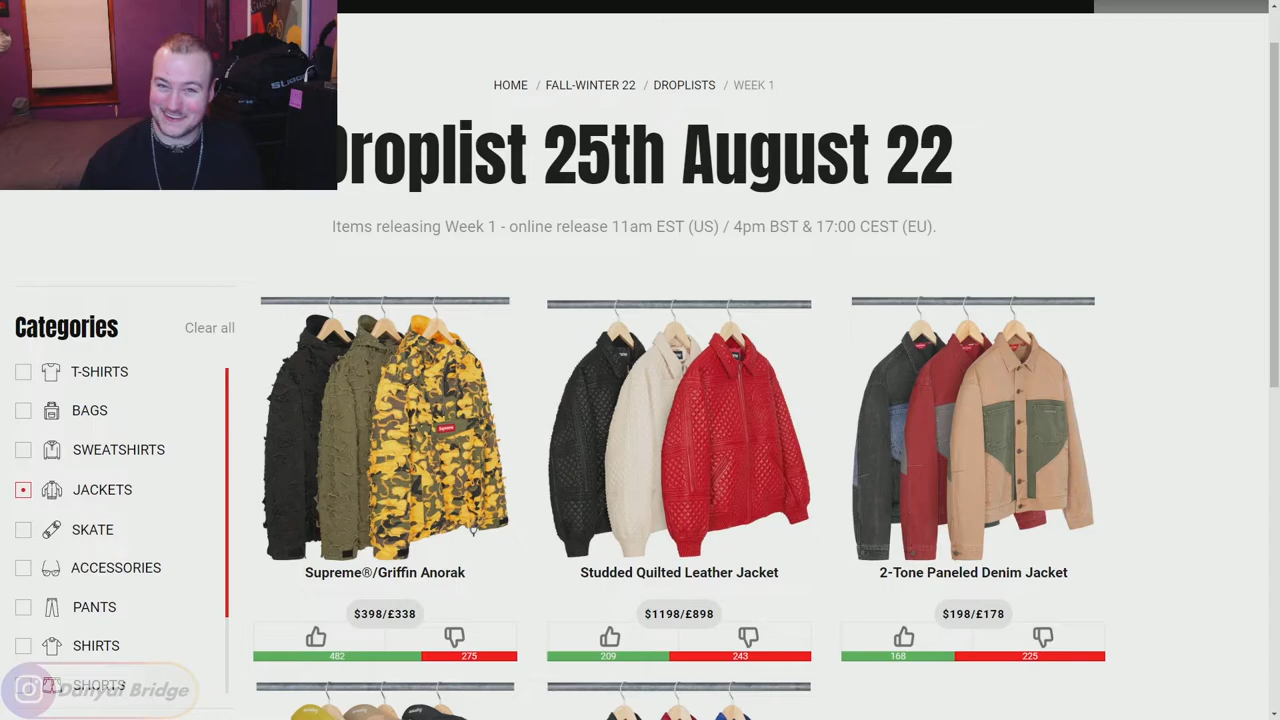 HOME / FALL-WINTER 22 / DROPLISTS / WEEK 1
Droplist 25th August 22
Items releasing Week 1 - online release 11am EST (US) / 4pm BST & 17:00 CEST (EU).
Categories
Clear all
T-SHIRTS
BAGS
SWEATSHIRTS
JACKETS
SKATE
ACCESSORIES
PANTS
SHIRTS
SHORTS
Danyul Bridge
Supreme
Supreme®/Griffin Anorak
$398/£338
482
275
Studded Quilted Leather Jacket
$1198/£898
209
243
2-Tone Paneled Denim Jacket
$198/£178
168
225